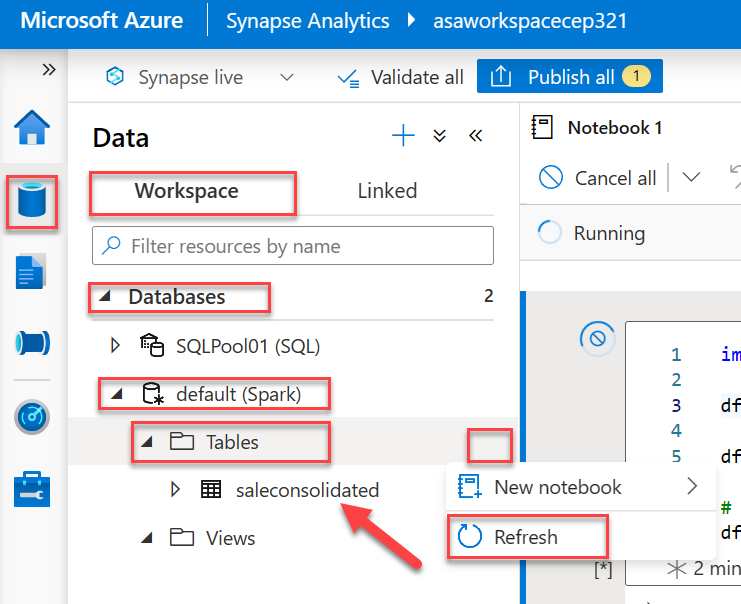 Microsoft Azure Synapse Analytics asaworkspacecep321
Synapse live Validate all Publish all 1
Data
Notebook 1
Workspace Linked
Cancel all
Filter resources by name
Running
Databases 2
SQLPool01 (SQL)
default (Spark)
Tables
saleconsolidated
Views
New notebook
Refresh
1 im
2
3 df
4
5 df
#
df
[*]
2 min